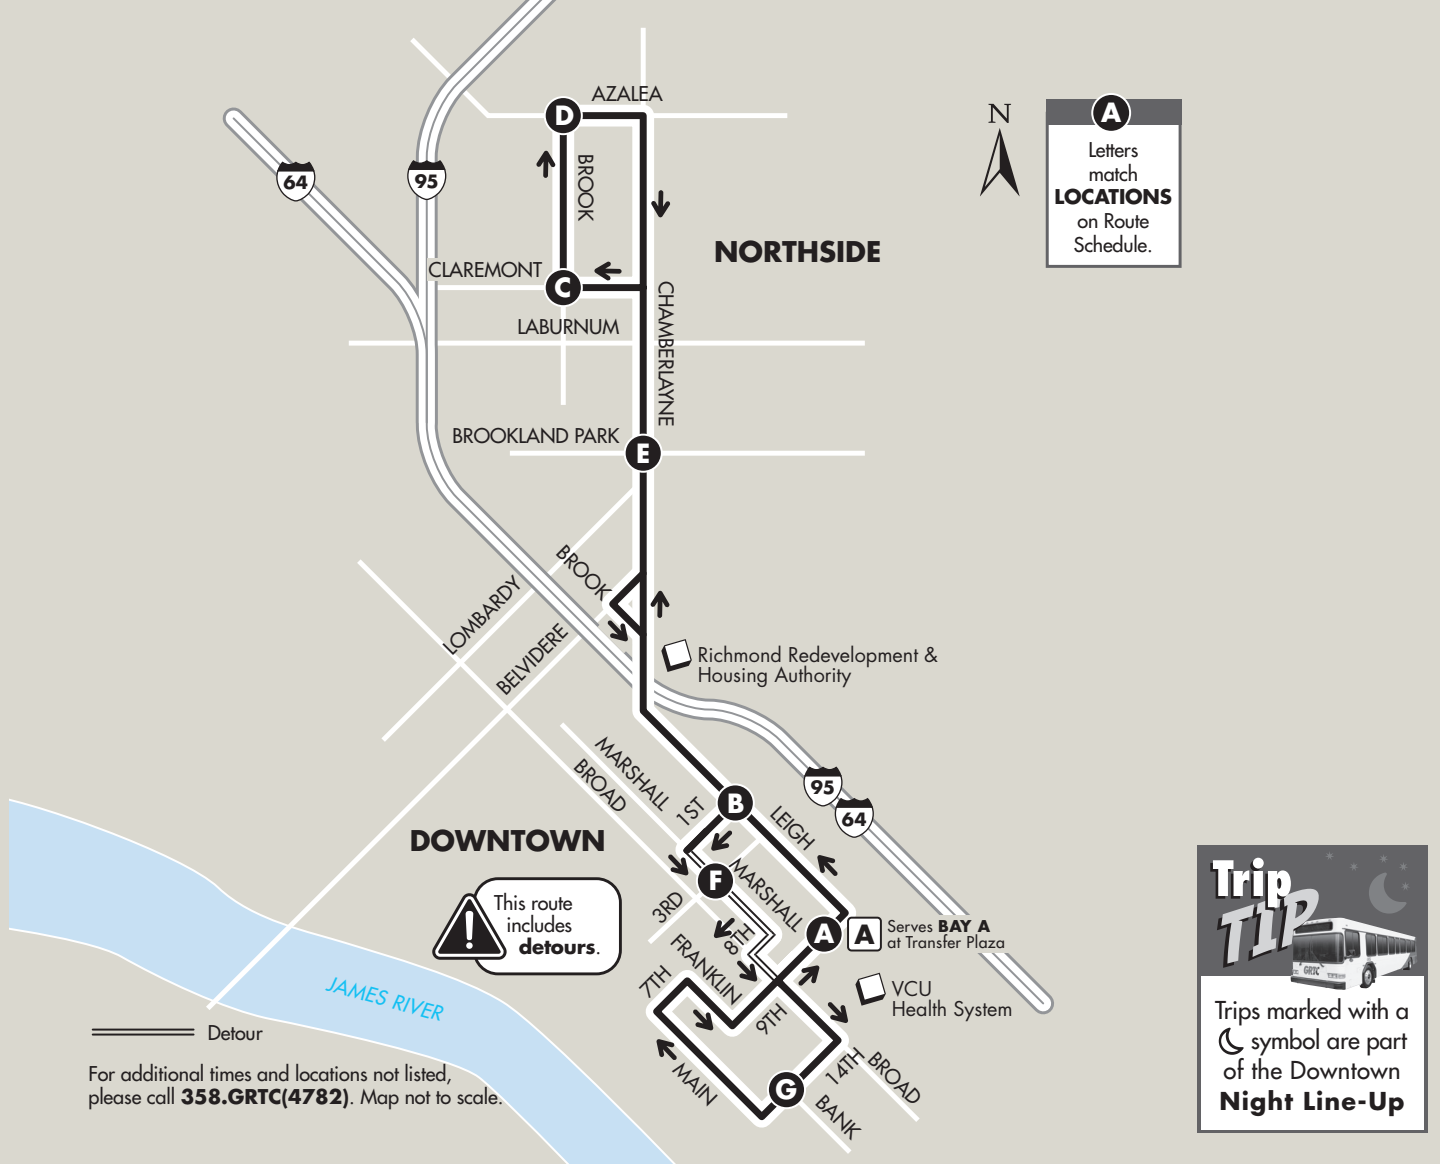 AZALEA
D
N
A
Letters
match
LOCATIONS
on Route
Schedule.
64
95
BROOK
NORTHSIDE
CLAREMONT
C
CHAMBERLAYNE
LABURNUM
BROOKLAND PARK
E
BROOK
LOMBARDY
BELVIDERE
Richmond Redevelopment &
Housing Authority
MARSHALL
BROAD
1ST
B
LEIGH
95
64
DOWNTOWN
F
MARSHALL
3RD
8TH
A
A
Serves BAY A
at Transfer Plaza
This route
includes
detours.
!
FRANKLIN
7TH
9TH
VCU
Health System
JAMES RIVER
MAIN
G
14TH
BROAD
BANK
Detour
For additional times and locations not listed,
please call 358.GRTC(4782). Map not to scale.
Trip
TIP
GRTC
Trips marked with a
symbol are part
of the Downtown
Night Line-Up